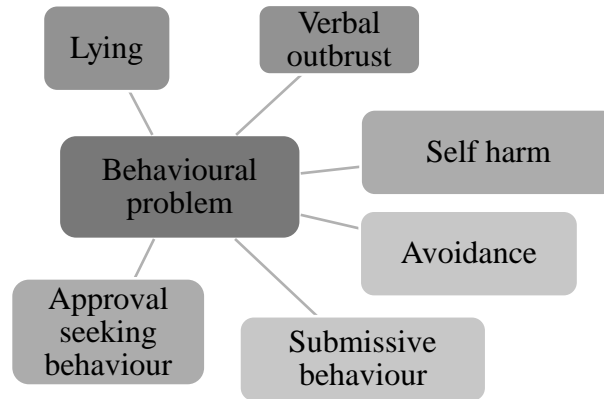 Lying
Verbal
outbrust
Behavioural
problem
Self harm
Avoidance
Approval
seeking
behaviour
Submissive
behaviour